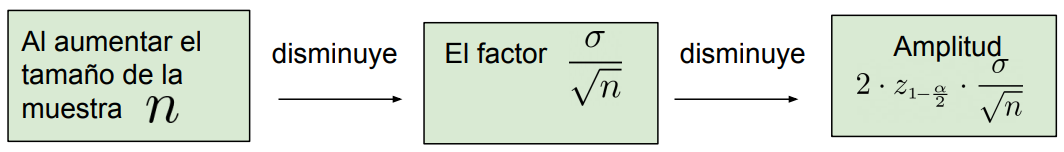 Al aumentar el
tamaño de la
muestra n
disminuye
El factor σ/√n
disminuye
Amplitud
2 · z_{1-α/2} · σ/√n